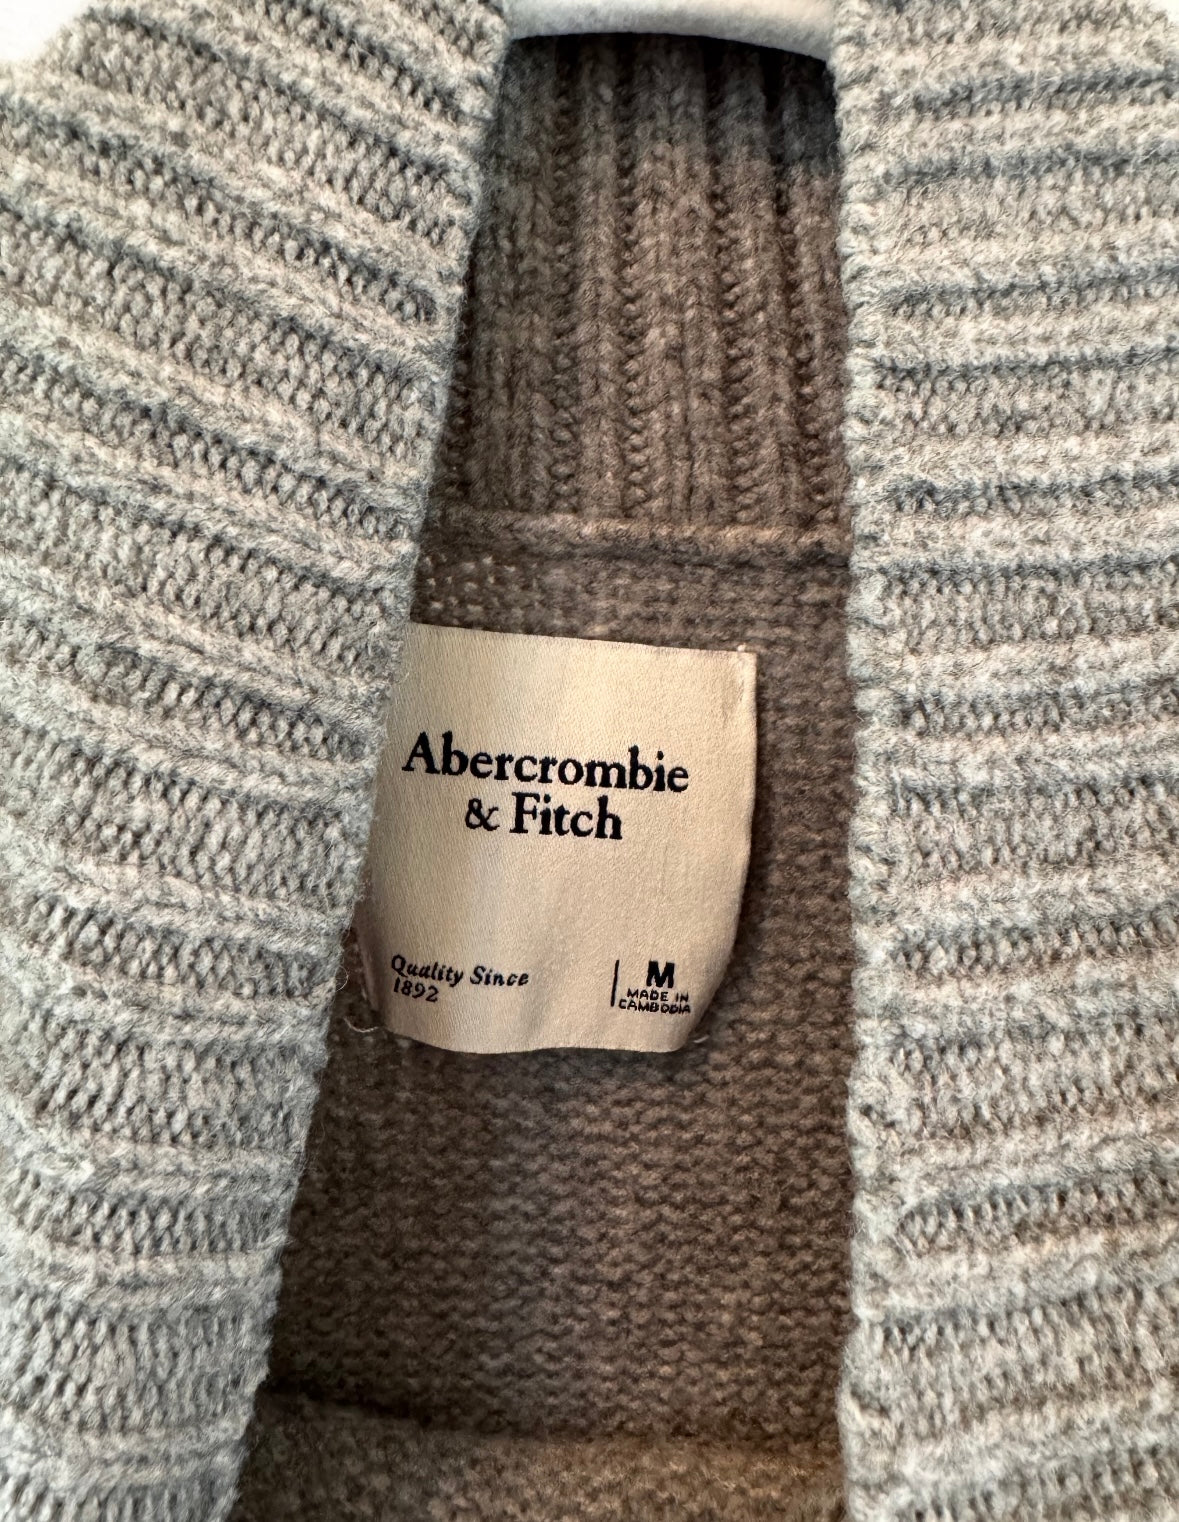 Abercrombie
& Fitch
Quality Since
1892
M
MADE IN
CAMBODIA